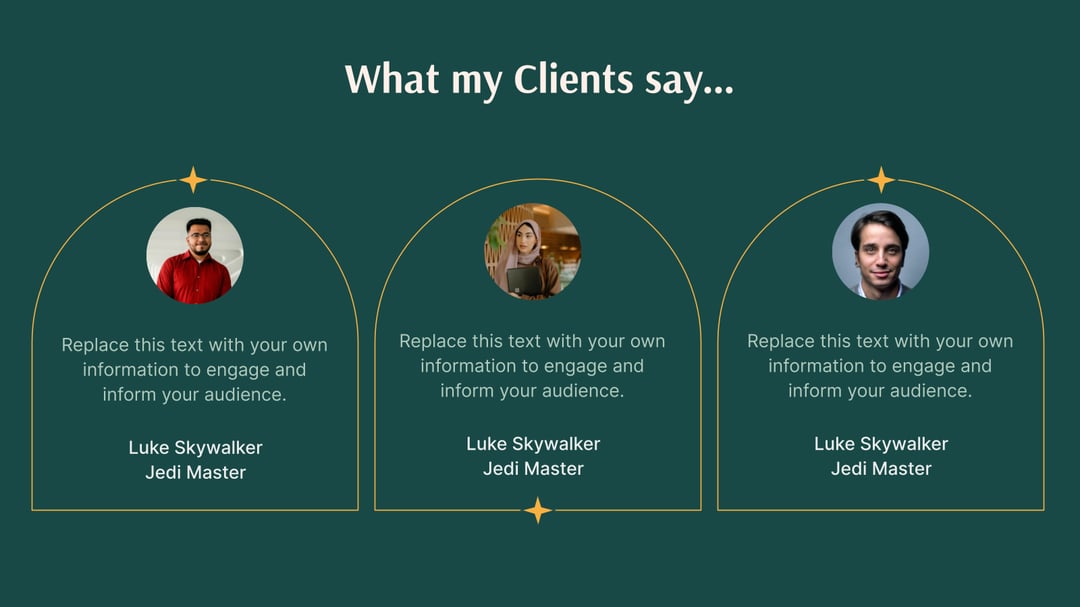 What my Clients say...
Replace this text with your own
information to engage and
inform your audience.
Luke Skywalker
Jedi Master
Replace this text with your own
information to engage and
inform your audience.
Luke Skywalker
Jedi Master
Replace this text with your own
information to engage and
inform your audience.
Luke Skywalker
Jedi Master